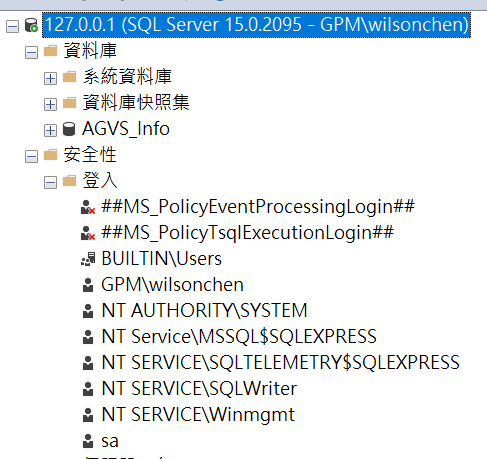 127.0.0.1 (SQL Server 15.0.2095 - GPM\wilsonchen)
資料庫
系統資料庫
資料庫快照集
AGVS_Info
安全性
登入
##MS_PolicyEventProcessingLogin##
##MS_PolicyTsqlExecutionLogin##
BUILTIN\Users
GPM\wilsonchen
NT AUTHORITY\SYSTEM
NT Service\MSSQL$SQLEXPRESS
NT SERVICE\SQLTELEMETRY$SQLEXPRESS
NT SERVICE\SQLWriter
NT SERVICE\Winmgmt
sa